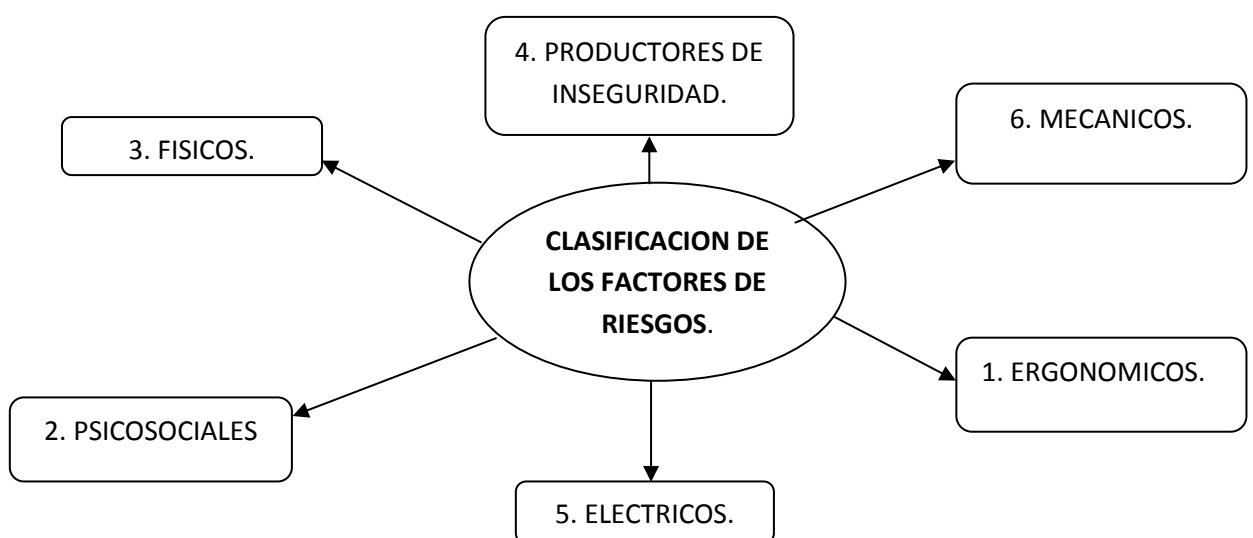 4. PRODUCTORES DE
INSEGURIDAD.
6. MECANICOS.
3. FISICOS.
CLASIFICACION DE
LOS FACTORES DE
RIESGOS.
1. ERGONOMICOS.
2. PSICOSOCIALES
5. ELECTRICOS.